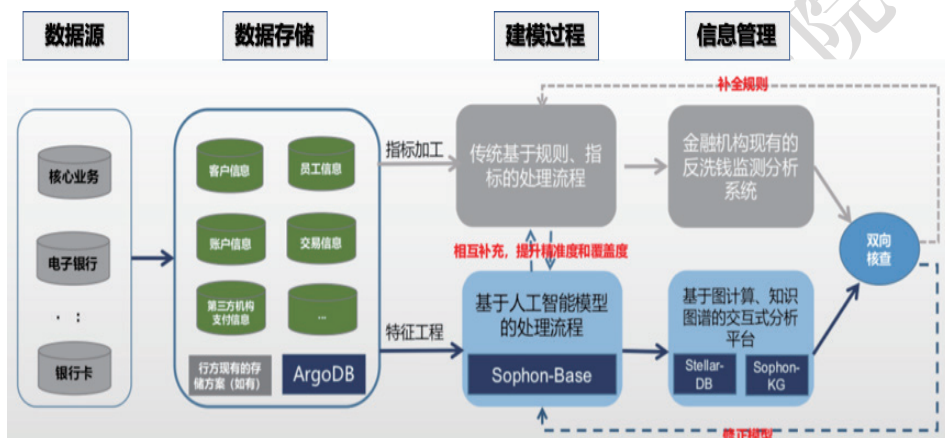 数据源
数据存储
建模过程
信息管理
院
补全规则
核心业务
电子银行
· :
银行卡
客户信息
员工信息
账户信息
交易信息
第三方机构
支付信息
...
行方现有的存
储方案（如有）
ArgoDB
指标加工
特征工程
传统基于规则、指
标的处理流程
相互补充，提升精准度和覆盖度
基于人工智能模型
的处理流程
Sophon-Base
金融机构现有的
反洗钱监测分析
系统
基于图计算、知识
图谱的交互式分析
平台
Stellar-
DB
Sophon-
KG
双向
核查
修正模型